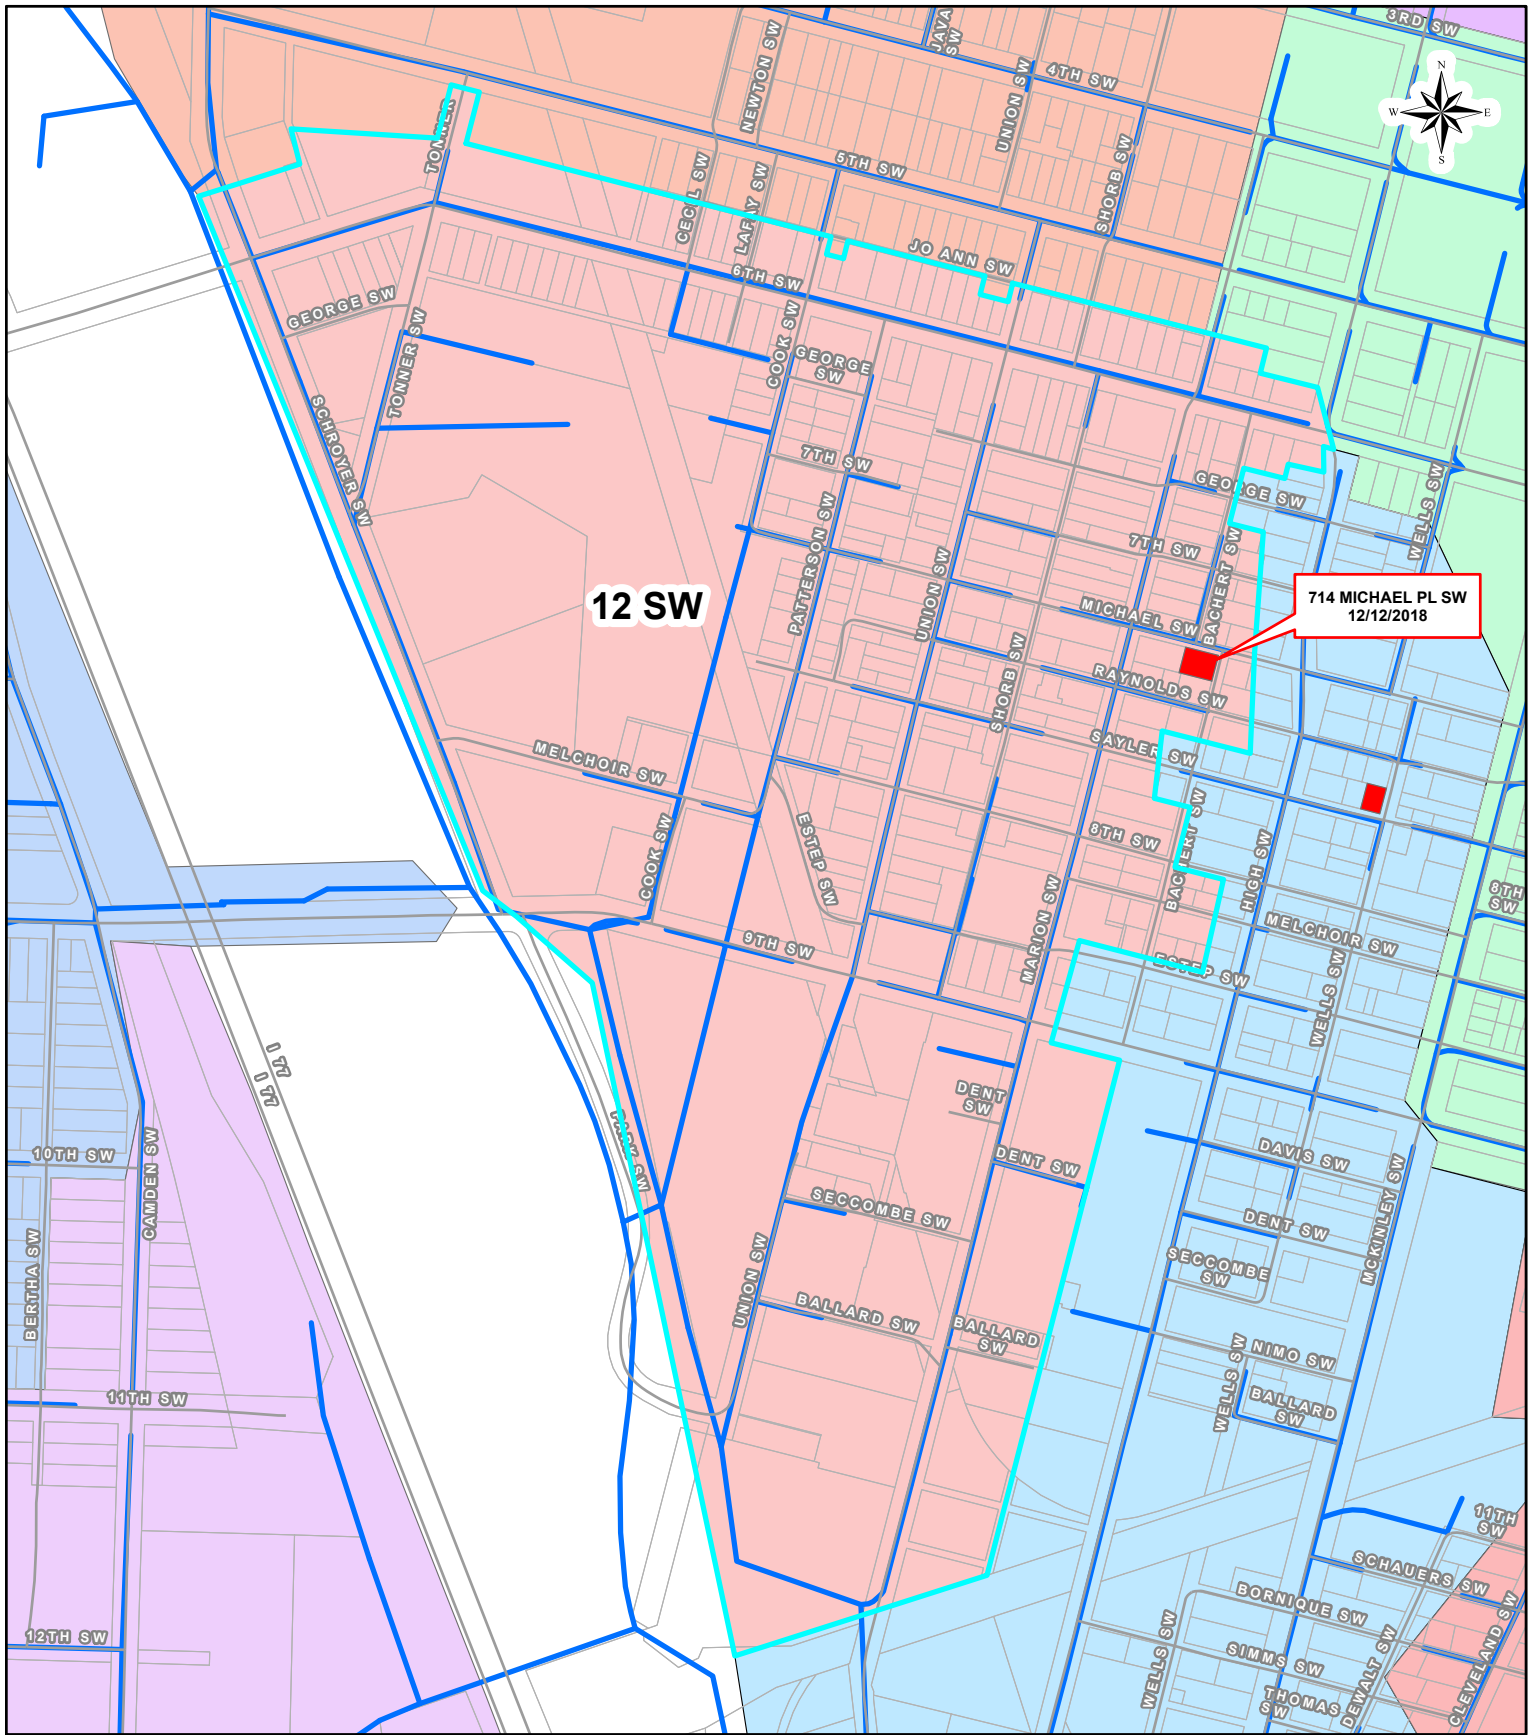 3RD SW
JAVA
SW
NEWTON SW
UNION SW
4TH SW
N
W
E
S
TONNER
5TH SW
SHORB SW
CECIL SW
LAFAY SW
JO ANN SW
6TH SW
GEORGE SW
TONNER SW
COOK SW
GEORGE
SW
SCHROYER SW
7TH SW
GEORGE SW
WELLS SW
PATTERSON SW
UNION SW
7TH SW
BACHERT SW
12 SW
MICHAEL SW
714 MICHAEL PL SW
12/12/2018
SHORB SW
RAYNOLDS SW
MELCHOIR SW
SAYLER SW
COOK SW
ESTEP SW
8TH SW
BACHERT SW
HIGH SW
8TH
SW
9TH SW
MARION SW
MELCHOIR SW
ESTEP SW
WELLS SW
I 77
I 77
PARK SW
DENT
SW
DENT SW
DAVIS SW
10TH SW
CAMDEN SW
SECCOMBE SW
DENT SW
MCKINLEY SW
BERTHA SW
UNION SW
SECCOMBE
SW
BALLARD SW
BALLARD
SW
NIMO SW
WELLS SW
BALLARD
SW
11TH SW
11TH
SW
SCHAUERS SW
BORNIQUE SW
12TH SW
WELLS SW
SIMMS SW
THOMAS
SW
DEWALT SW
CLEVELAND SW